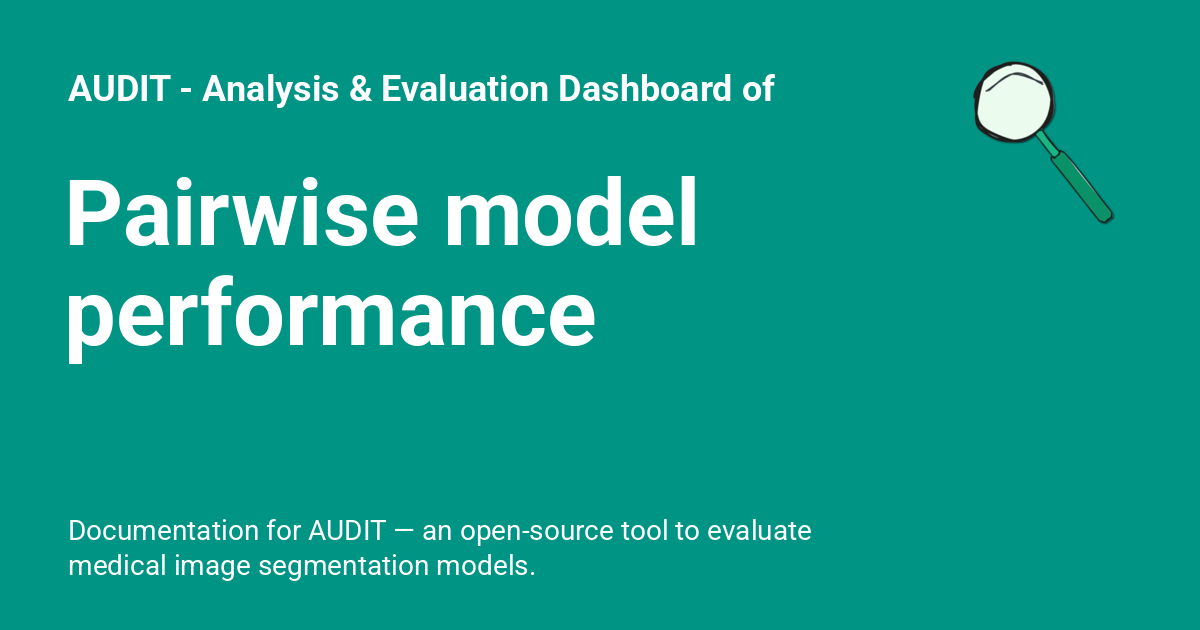 AUDIT - Analysis & Evaluation Dashboard of
Pairwise model
performance
Documentation for AUDIT — an open-source tool to evaluate
medical image segmentation models.